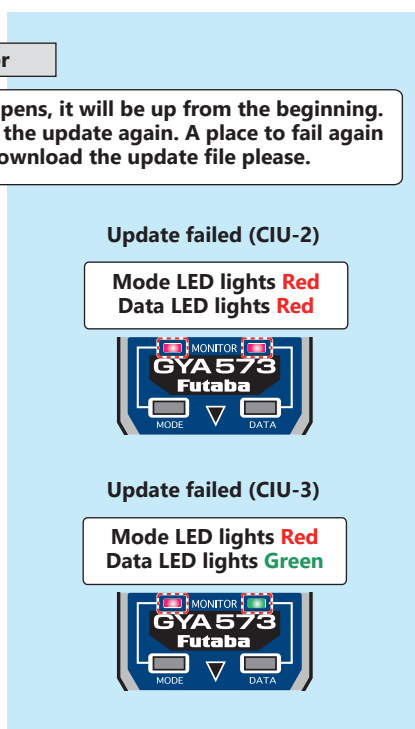 r
pens, it will be up from the beginning.
the update again. A place to fail again
ownload the update file please.
Update failed (CIU-2)
Mode LED lights Red
Data LED lights Red
MONITOR
GYA573
Futaba
MODE DATA
Update failed (CIU-3)
Mode LED lights Red
Data LED lights Green
MONITOR
GYA573
Futaba
MODE DATA